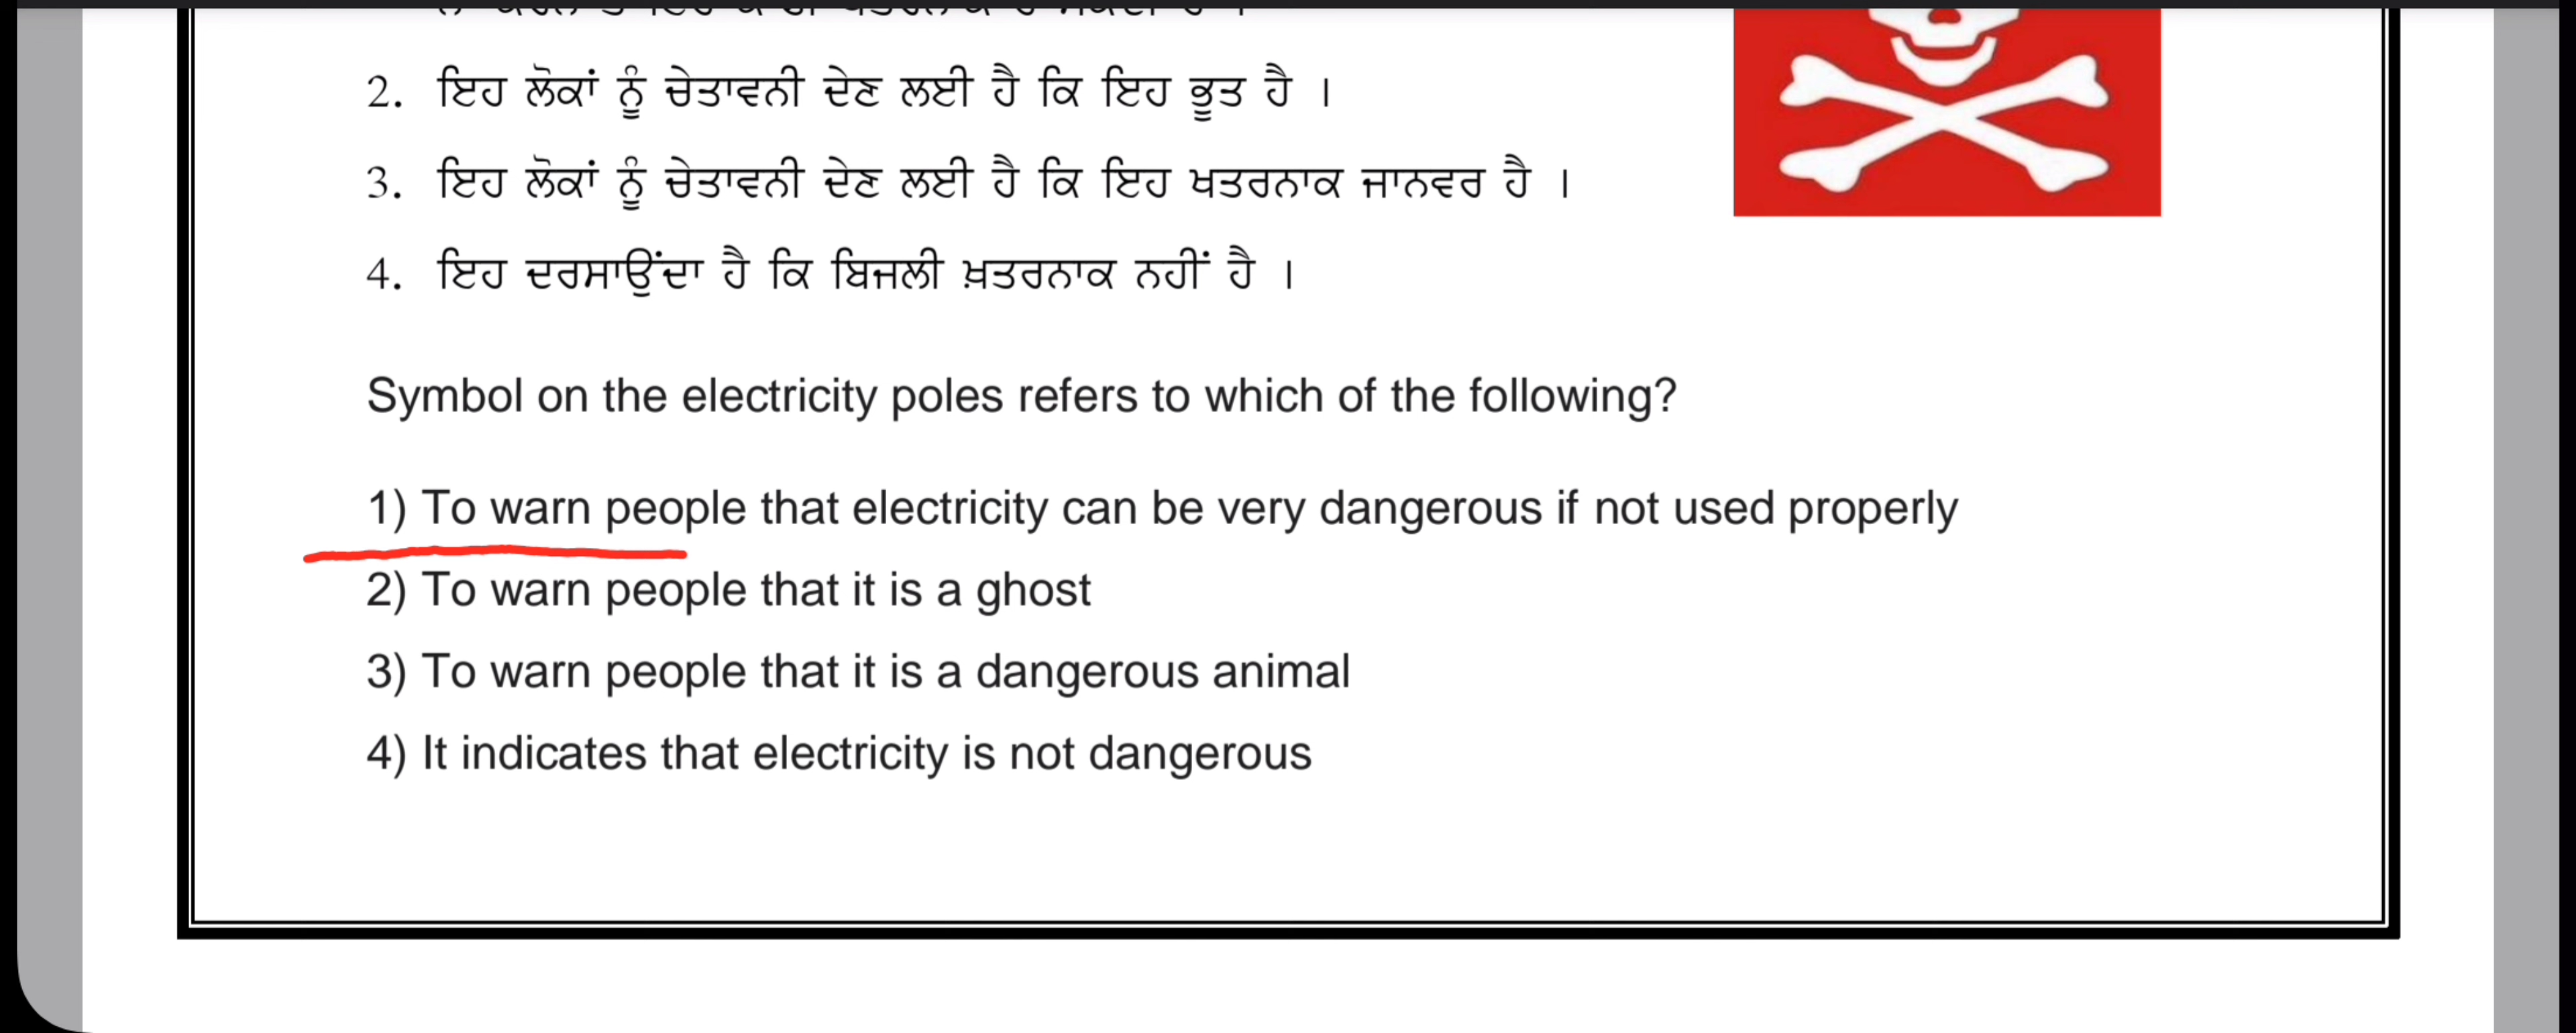 2. ਇਹ ਲੋਕਾਂ ਨੂੰ ਚੇਤਾਵਨੀ ਦੇਣ ਲਈ ਹੈ ਕਿ ਇਹ ਭੂਤ ਹੈ ।
3. ਇਹ ਲੋਕਾਂ ਨੂੰ ਚੇਤਾਵਨੀ ਦੇਣ ਲਈ ਹੈ ਕਿ ਇਹ ਖਤਰਨਾਕ ਜਾਨਵਰ ਹੈ ।
4. ਇਹ ਦਰਸਾਉਂਦਾ ਹੈ ਕਿ ਬਿਜਲੀ ਖ਼ਤਰਨਾਕ ਨਹੀਂ ਹੈ ।
Symbol on the electricity poles refers to which of the following?
1) To warn people that electricity can be very dangerous if not used properly
2) To warn people that it is a ghost
3) To warn people that it is a dangerous animal
4) It indicates that electricity is not dangerous